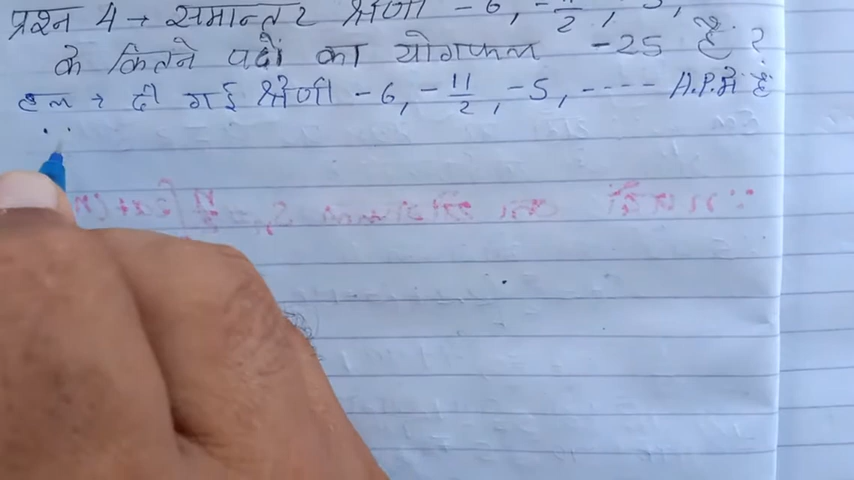 प्रश्न 4 → समान्तर श्रेणी - 6, - 11/2, - 5,
के कितने पदों का योगफल -25 है ?
हल → दी गई श्रेणी - 6, - 11/2, - 5, ---- A.P. में है